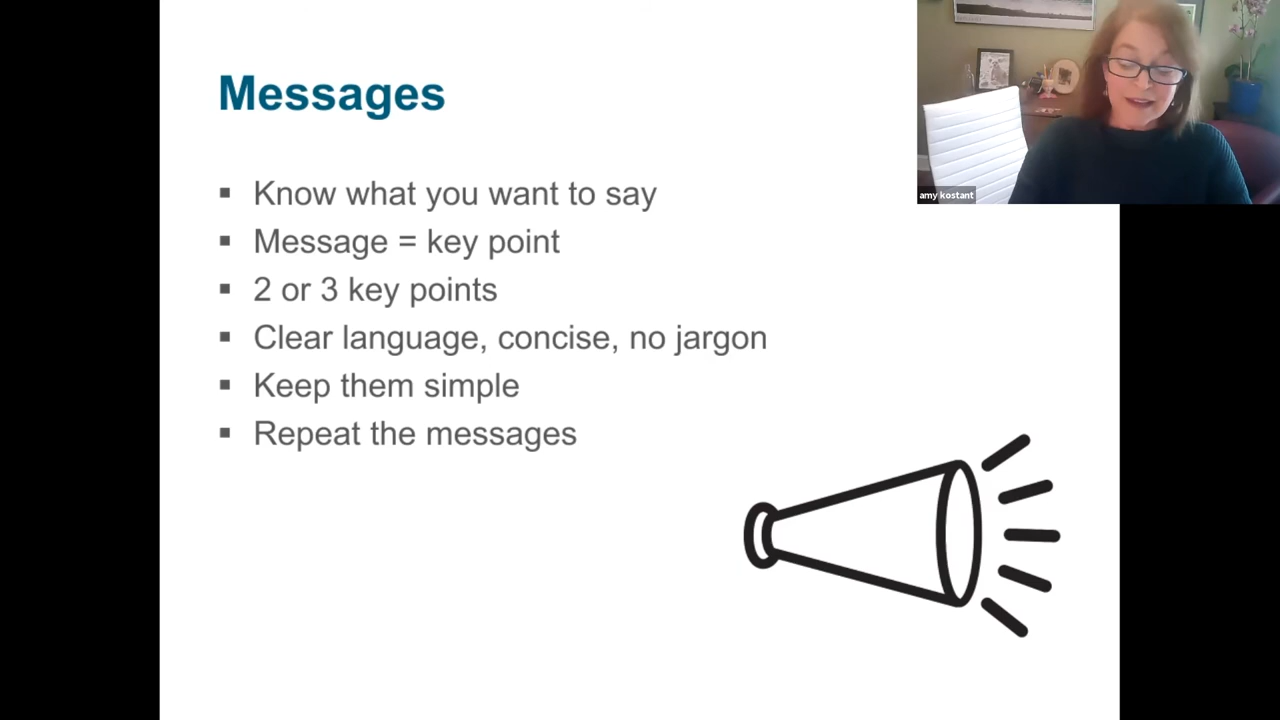 Messages
▪ Know what you want to say
▪ Message = key point
▪ 2 or 3 key points
▪ Clear language, concise, no jargon
▪ Keep them simple
▪ Repeat the messages
amy kostant